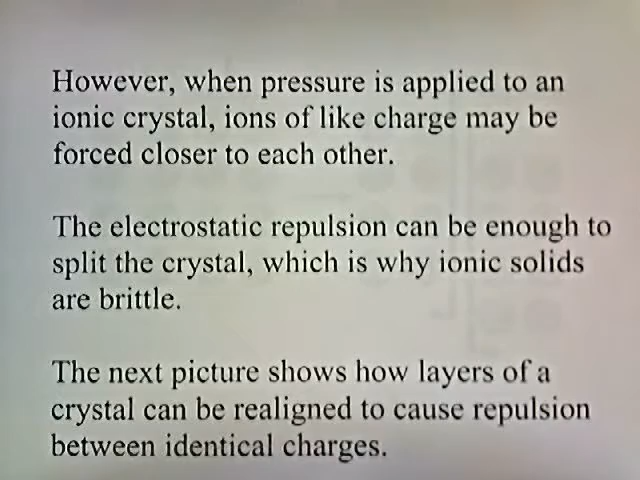 However, when pressure is applied to an
ionic crystal, ions of like charge may be
forced closer to each other.
The electrostatic repulsion can be enough to
split the crystal, which is why ionic solids
are brittle.
The next picture shows how layers of a
crystal can be realigned to cause repulsion
between identical charges.